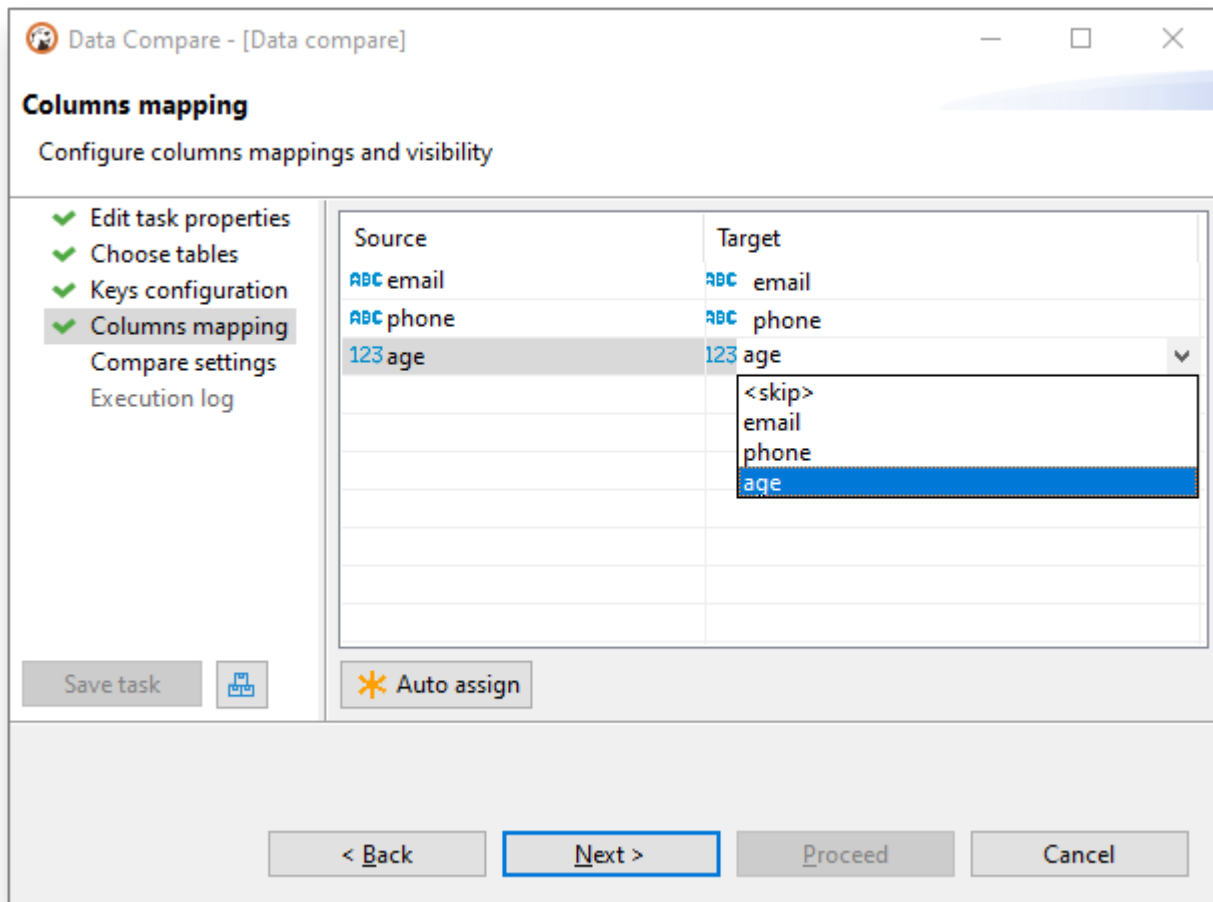 Data Compare - [Data compare]
Columns mapping
Configure columns mappings and visibility
Edit task properties
Choose tables
Keys configuration
Columns mapping
Compare settings
Execution log
Source Target
ABC email ABC email
ABC phone ABC phone
123 age 123 age
<skip>
email
phone
age
Save task
Auto assign
< Back Next > Proceed Cancel